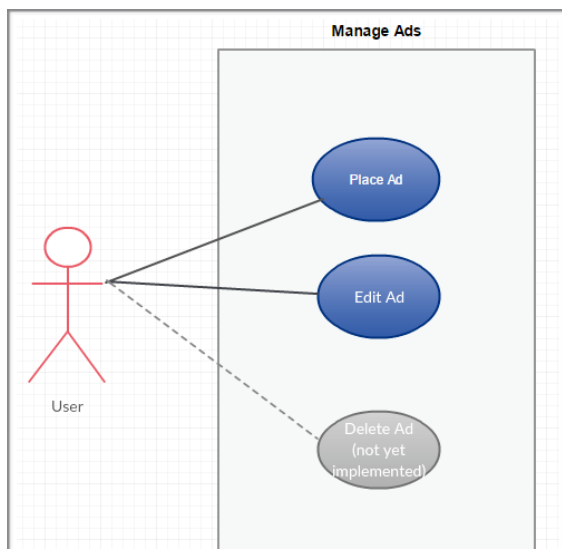 Manage Ads
Place Ad
Edit Ad
Delete Ad
(not yet
implemented)
User